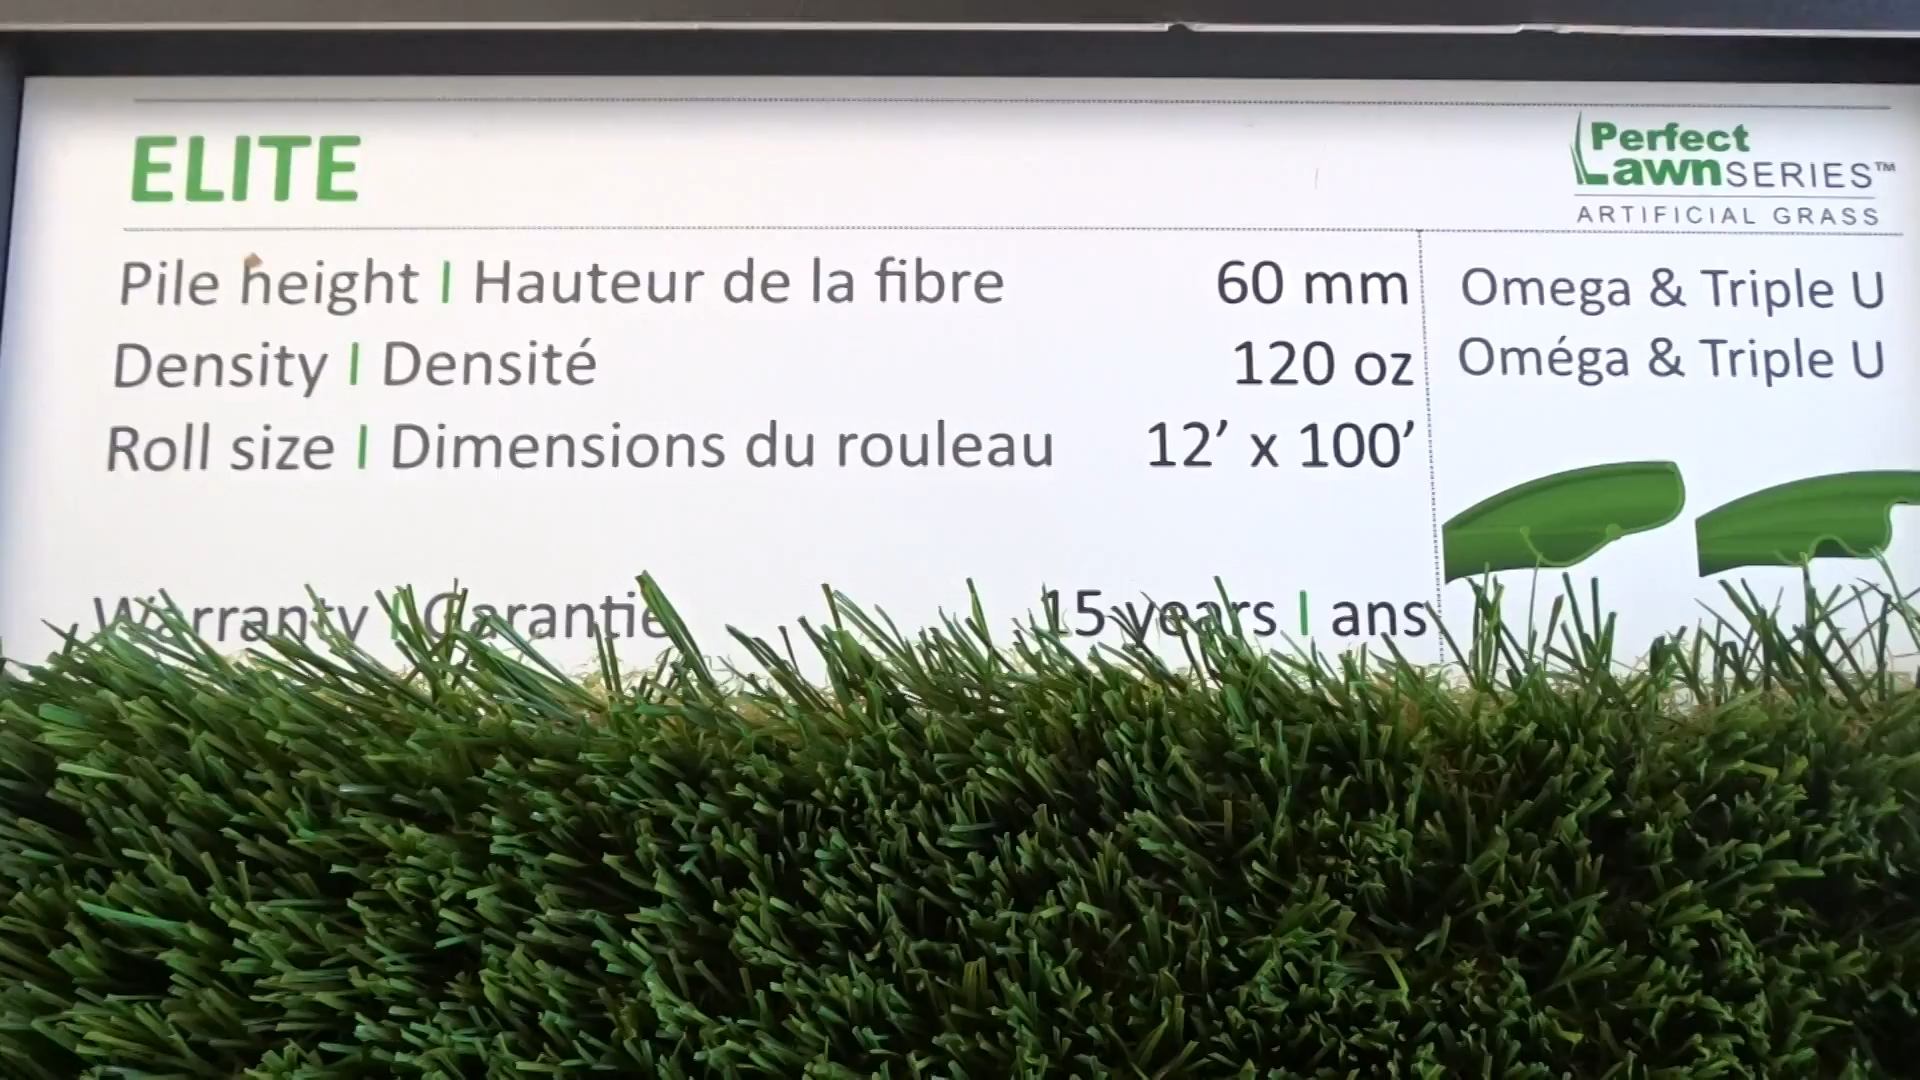 ELITE
Perfect
LawnSERIES™
ARTIFICIAL GRASS
Pile height | Hauteur de la fibre 60 mm
Density | Densité 120 oz
Roll size | Dimensions du rouleau 12’ x 100’
Warranty | Garantie 15 years | ans
Omega & Triple U
Oméga & Triple U